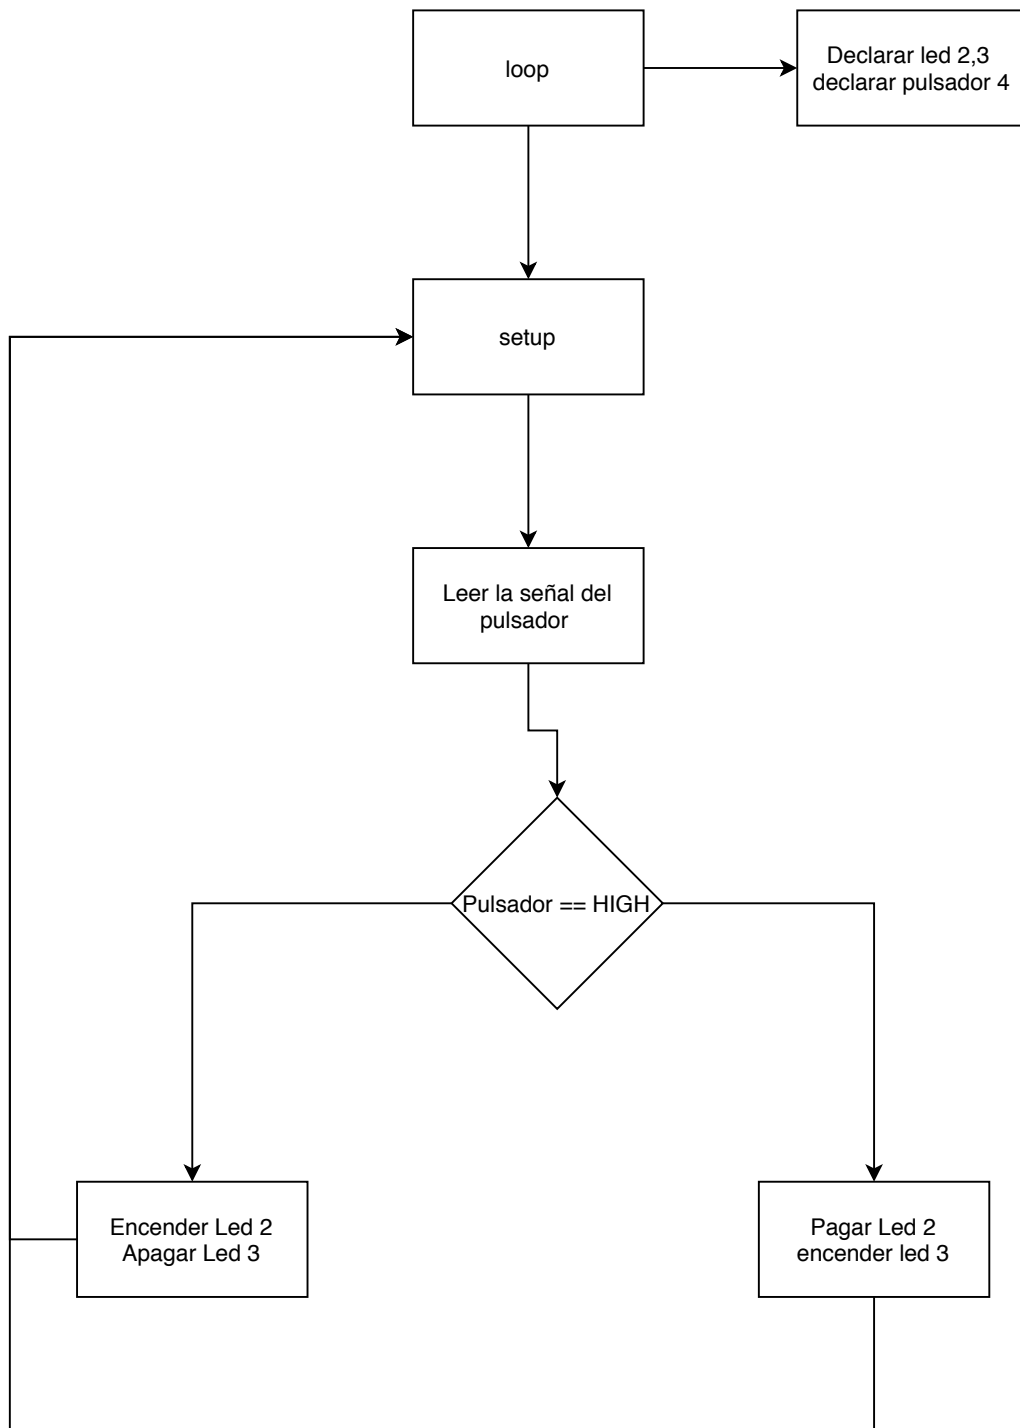 loop
Declarar led 2,3
declarar pulsador 4
setup
Leer la señal del
pulsador
Pulsador == HIGH
Encender Led 2
Apagar Led 3
Pagar Led 2
encender led 3